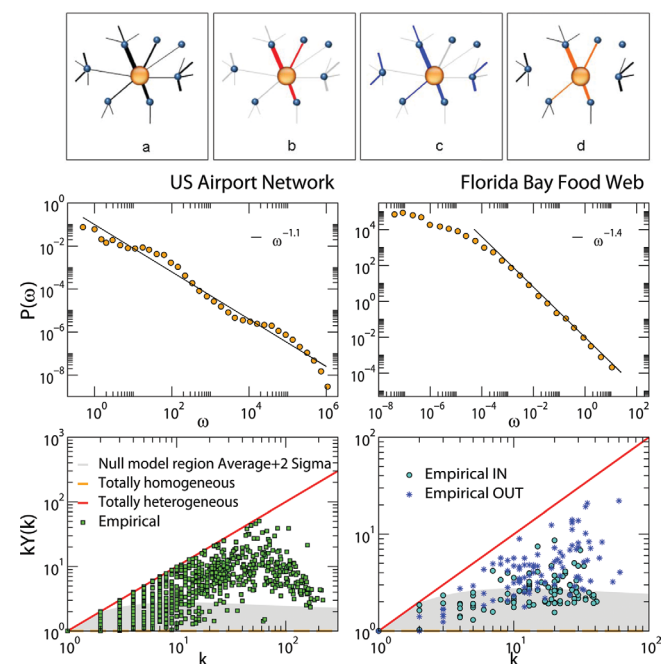 a b c d
US Airport Network
Florida Bay Food Web
10^0
10^-2
10^-4
10^-6
10^-8
P(ω)
ω^-1.1
10^0 10^2 10^4 10^6
ω
10^4
10^2
10^0
10^-2
10^-4
ω^-1.4
10^-8 10^-6 10^-4 10^-2 10^0 10^2
ω
10^3
10^2
10^1
10^0
kY(k)
Null model region Average+2 Sigma
Totally homogeneous
Totally heterogeneous
Empirical
10^0 10^1 10^2
k
10^2
10^1
10^0
Empirical IN
Empirical OUT
10^0 10^1 10^2
k